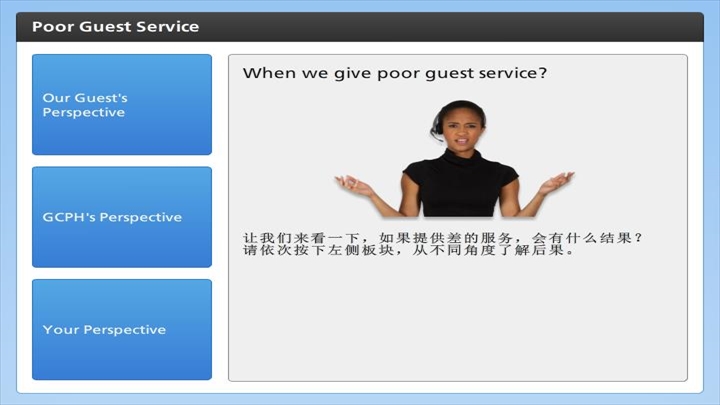 Poor Guest Service
Our Guest's
Perspective
GCPH's Perspective
Your Perspective
When we give poor guest service?
让我们来看一下，如果提供差的服务，会有什么结果？
请依次按下左侧板块，从不同角度了解后果。